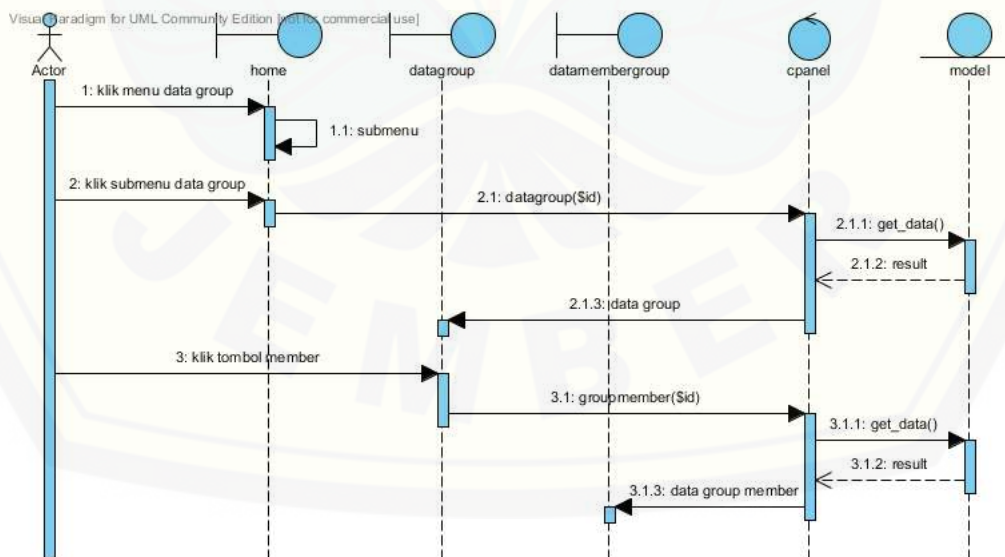 Visual Paradigm for UML Community Edition [not for commercial use]
Actor
home
datagroup
datamembergroup
cpanel
model
1: klik menu data group
1.1: submenu
2: klik submenu data group
2.1: datagroup($id)
2.1.1: get_data()
2.1.2: result
2.1.3: data group
3: klik tombol member
3.1: groupmember($id)
3.1.1: get_data()
3.1.2: result
3.1.3: data group member
JEMBER